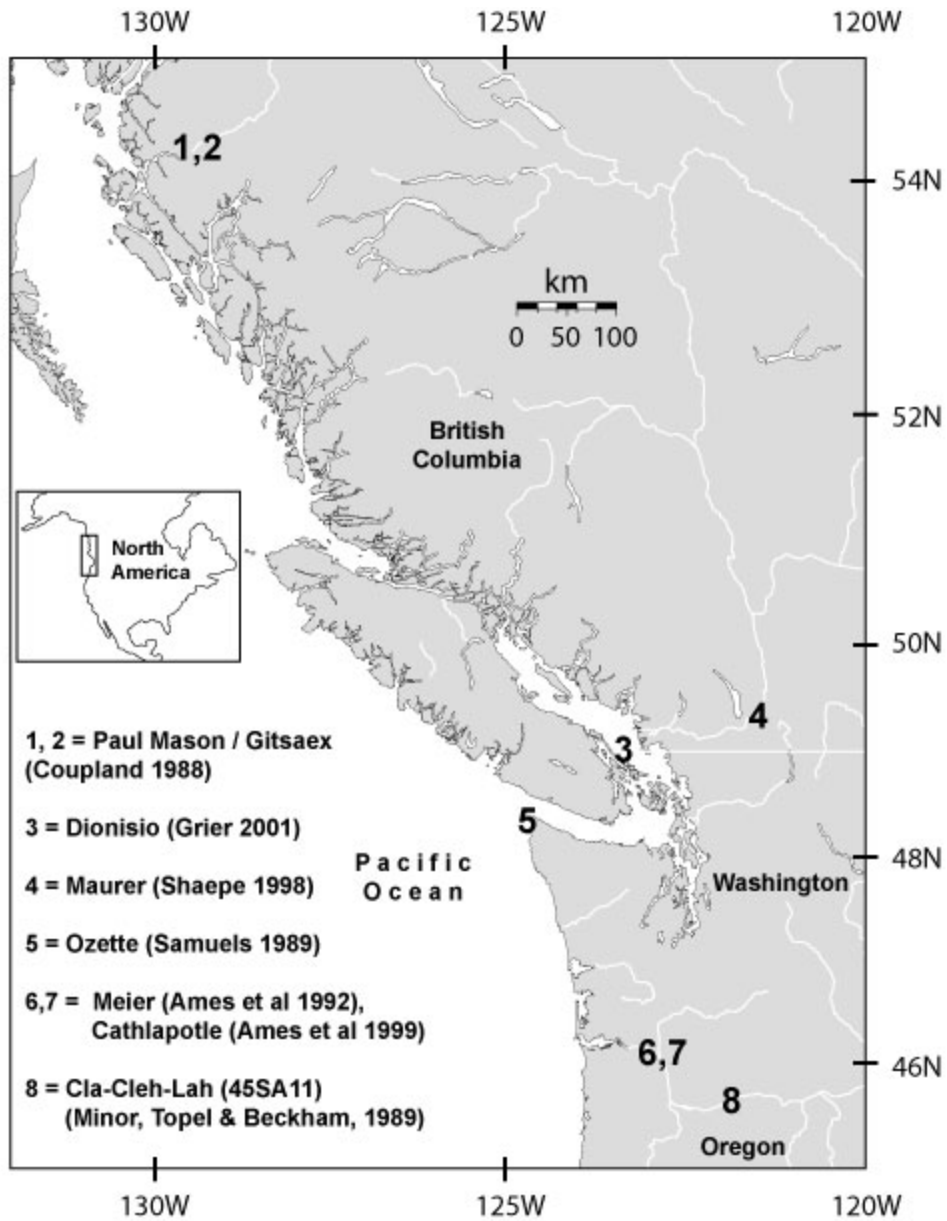 130W 125W 120W
1,2
54N
km
0 50 100
52N
British
Columbia
North
America
50N
4
1, 2 = Paul Mason / Gitsaex
(Coupland 1988)
3
3 = Dionisio (Grier 2001)
5
48N
Pacific
Ocean
Washington
4 = Maurer (Shaepe 1998)
5 = Ozette (Samuels 1989)
6,7 = Meier (Ames et al 1992),
Cathlapotle (Ames et al 1999)
6,7
46N
8 = Cla-Cleh-Lah (45SA11)
(Minor, Topel & Beckham, 1989)
8
Oregon
130W 125W 120W